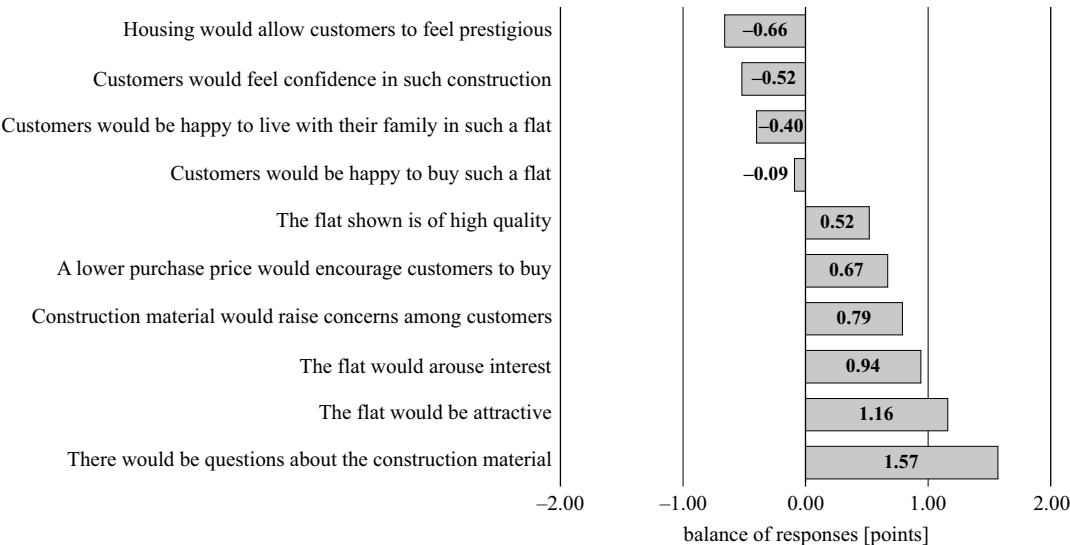 Housing would allow customers to feel prestigious –0.66
Customers would feel confidence in such construction –0.52
Customers would be happy to live with their family in such a flat –0.40
Customers would be happy to buy such a flat –0.09
The flat shown is of high quality 0.52
A lower purchase price would encourage customers to buy 0.67
Construction material would raise concerns among customers 0.79
The flat would arouse interest 0.94
The flat would be attractive 1.16
There would be questions about the construction material 1.57
–2.00 –1.00 0.00 1.00 2.00
balance of responses [points]